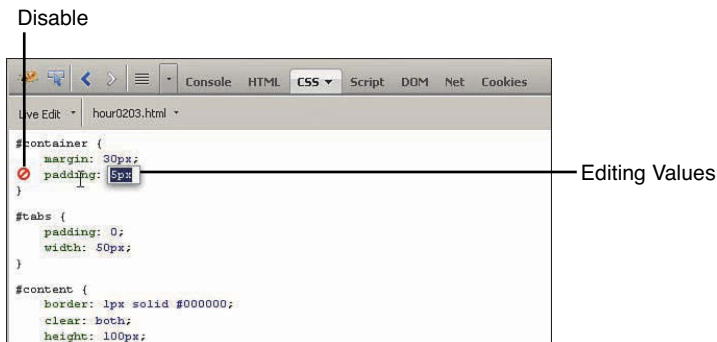 Disable
Console HTML CSS Script DOM Net Cookies
Live Edit hour0203.html
#container {
margin: 30px;
padding: 5px
}
#tabs {
padding: 0;
width: 50px;
}
#content {
border: 1px solid #000000;
clear: both;
height: 100px;
Editing Values